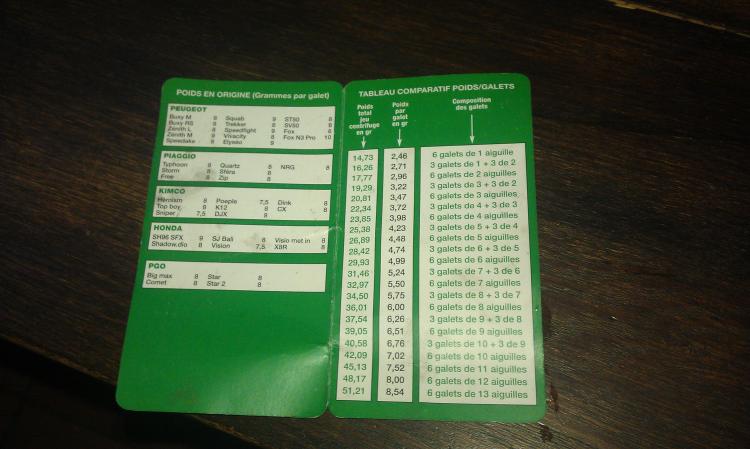 POIDS EN ORIGINE (Grammes par galet)
PEUGEOT
Buxy M 8 Squab 9 ST50 8
Buxy RS 8 Trekker 8 SV50 8
Zenith L 8 Speedfight 9 Fox 6
Zenith M 9 Vivacity 8 Fox N3 Pro 10
Speedake 9 Elyseo 9
PIAGGIO
Typhoon 8 Quartz 8 NRG 8
Storm 8 Sfera 8
Free 8 Zip 8
KIMCO
Heroism 8 Poeple 7,5 Dink 8
Top boy 9 K12 8 CX 8
Sniper 7,5 DJX 8
HONDA
SH96 SFX 9 SJ Bali 8 Visio met in 8
Shadow.dio 8 Vision 7,5 X8R 8
PGO
Big max 8 Star 8
Comet 8 Star 2 8
TABLEAU COMPARATIF POIDS/GALETS
Poids total jeu centrifuge en gr
Poids par galet en gr
Composition des galets
14,73 2,46 6 galets de 1 aiguille
16,26 2,71 3 galets de 1 + 3 de 2
17,77 2,96 6 galets de 2 aiguilles
19,29 3,22 3 galets de 3 + 3 de 2
20,81 3,47 6 galets de 3 aiguilles
22,34 3,72 3 galets de 4 + 3 de 3
23,85 3,98 6 galets de 4 aiguilles
25,38 4,23 3 galets de 5 + 3 de 4
26,89 4,48 6 galets de 5 aiguilles
28,42 4,74 3 galets de 6 + 3 de 5
29,93 4,99 6 galets de 6 aiguilles
31,46 5,24 3 galets de 7 + 3 de 6
32,97 5,50 6 galets de 7 aiguilles
34,50 5,75 3 galets de 8 + 3 de 7
36,01 6,00 6 galets de 8 aiguilles
37,54 6,26 3 galets de 9 + 3 de 8
39,05 6,51 6 galets de 9 aiguilles
40,58 6,76 3 galets de 10 + 3 de 9
42,09 7,02 6 galets de 10 aiguilles
45,13 7,52 6 galets de 11 aiguilles
48,17 8,00 6 galets de 12 aiguilles
51,21 8,54 6 galets de 13 aiguilles